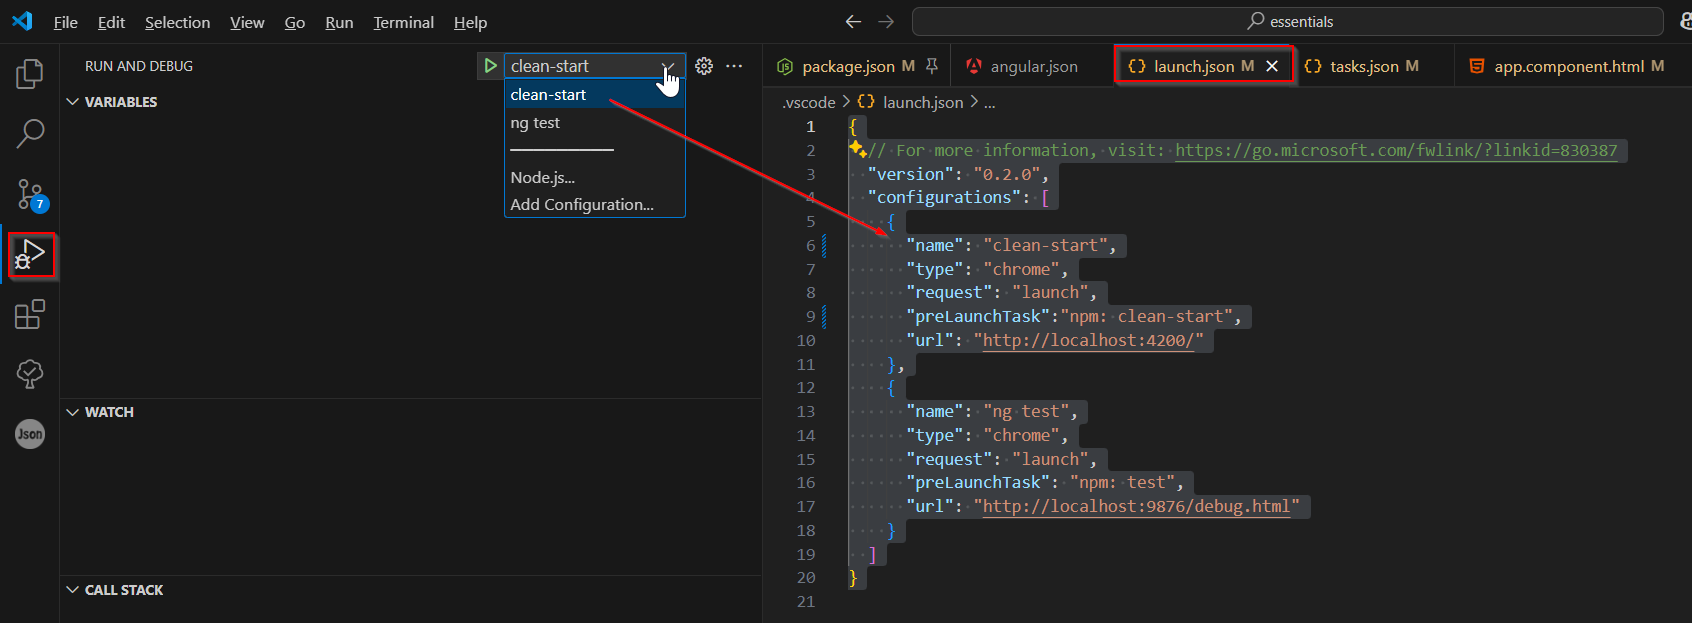 File Edit Selection View Go Run Terminal Help
essentials
RUN AND DEBUG
clean-start
clean-start
ng test
Node.js...
Add Configuration...
VARIABLES
WATCH
CALL STACK
7
Json
package.json M
angular.json
launch.json M
tasks.json M
app.component.html M
.vscode > launch.json > ...
1 {
2 // For more information, visit: https://go.microsoft.com/fwlink/?linkid=830387
3 "version": "0.2.0",
4 "configurations": [
5 {
6 "name": "clean-start",
7 "type": "chrome",
8 "request": "launch",
9 "preLaunchTask":"npm: clean-start",
10 "url": "http://localhost:4200/"
11 },
12 {
13 "name": "ng test",
14 "type": "chrome",
15 "request": "launch",
16 "preLaunchTask": "npm: test",
17 "url": "http://localhost:9876/debug.html"
18 }
19 ]
20 }
21